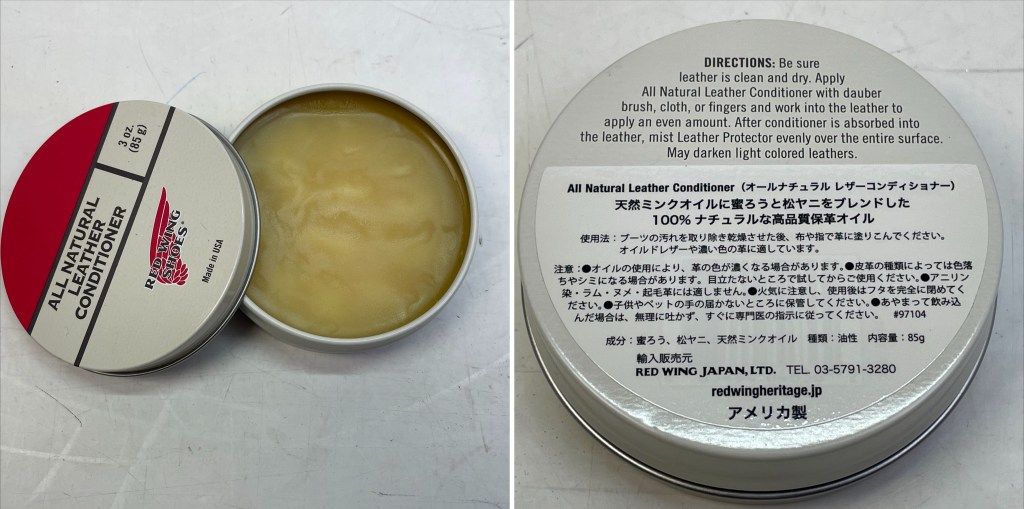 3 oz.
(85 g)
ALL NATURAL
LEATHER
CONDITIONER
RED WING
SHOES®
Made in USA
DIRECTIONS: Be sure
leather is clean and dry. Apply
All Natural Leather Conditioner with dauber
brush, cloth, or fingers and work into the leather to
apply an even amount. After conditioner is absorbed into
the leather, mist Leather Protector evenly over the entire surface.
May darken light colored leathers.
All Natural Leather Conditioner（オールナチュラル レザーコンディショナー）
天然ミンクオイルに蜜ろうと松ヤニをブレンドした
100% ナチュラルな高品質保革オイル
使用法：ブーツの汚れを取り除き乾燥させた後、布や指で革に塗りこんでください。
オイルドレザーや濃い色の革に適しています。
注意：●オイルの使用により、革の色が濃くなる場合があります。●皮革の種類によっては色落
ちやシミになる場合があります。目立たないところで試してからご使用ください。●アニリン
染・ラム・ヌメ・起毛革には適しません。●火気に注意し、使用後はフタを完全に閉めてく
ださい。●子供やペットの手の届かないところに保管してください。●あやまって飲み込
んだ場合は、無理に吐かず、すぐに専門医の指示に従ってください。 #97104
成分：蜜ろう、松ヤニ、天然ミンクオイル 種類：油性 内容量：85g
輸入販売元
RED WING JAPAN, LTD. TEL. 03-5791-3280
redwingheritage.jp
アメリカ製